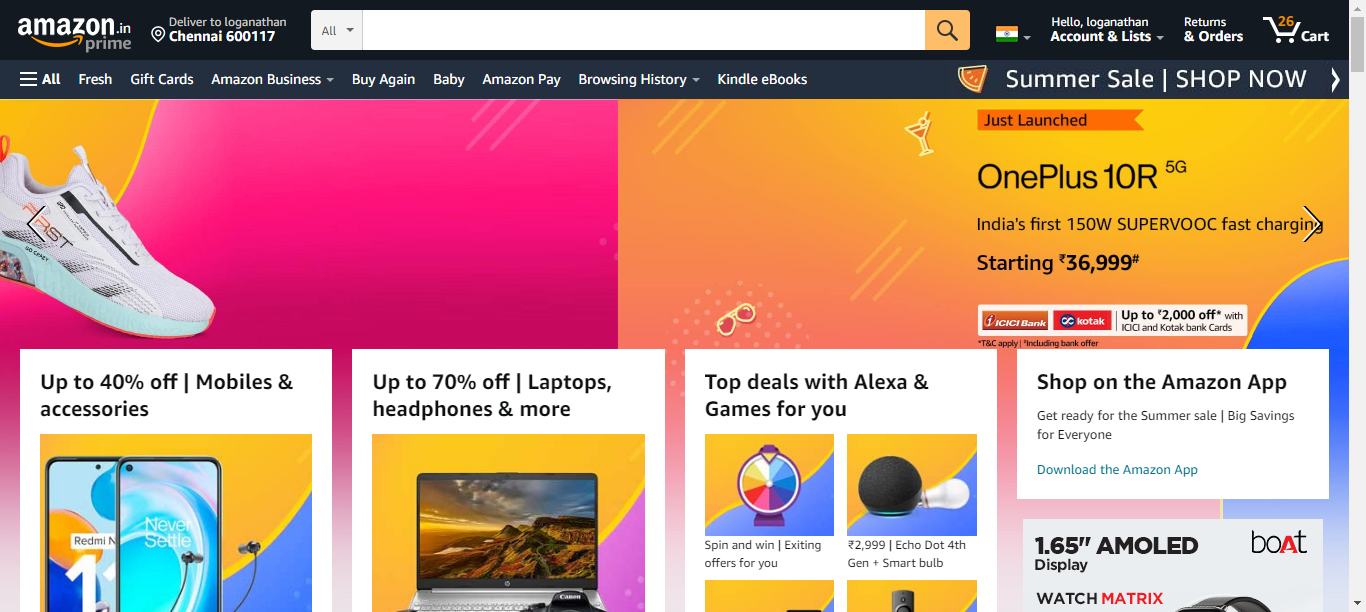 amazon.in
prime
Deliver to loganathan
Chennai 600117
All
Hello, loganathan
Account & Lists
Returns
& Orders
26
Cart
All
Fresh
Gift Cards
Amazon Business
Buy Again
Baby
Amazon Pay
Browsing History
Kindle eBooks
Summer Sale | SHOP NOW
FIRST
Just Launched
OnePlus 10R 5G
India's first 150W SUPERVOOC fast charging
Starting ₹36,999#
ICICI Bank
kotak
Up to ₹2,000 off* with
ICICI and Kotak bank Cards
*T&C apply | #Including bank offer
Up to 40% off | Mobiles &
accessories
Redmi N
11
Never
Settle
Up to 70% off | Laptops,
headphones & more
hp
Canon
Top deals with Alexa &
Games for you
Spin and win | Exiting
offers for you
₹2,999 | Echo Dot 4th
Gen + Smart bulb
Shop on the Amazon App
Get ready for the Summer sale | Big Savings
for Everyone
Download the Amazon App
1.65" AMOLED
Display
boAt
WATCH MATRIX